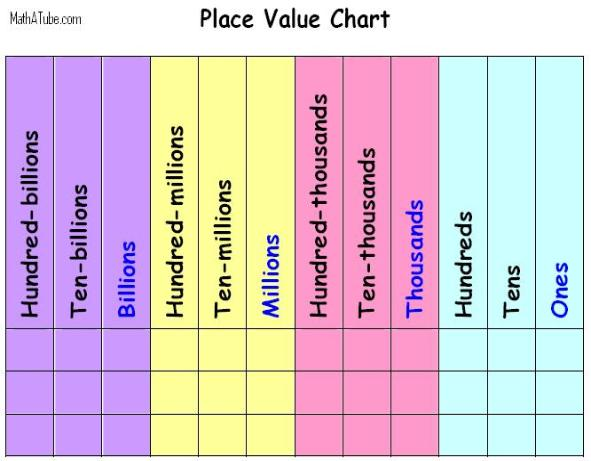 MathATube.com
Place Value Chart
Hundred-billions
Ten-billions
Billions
Hundred-millions
Ten-millions
Millions
Hundred-thousands
Ten-thousands
Thousands
Hundreds
Tens
Ones